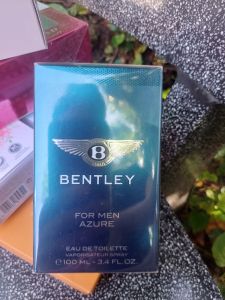 B
BENTLEY
FOR MEN
AZURE
EAU DE TOILETTE
VAPORISATEUR SPRAY
℮ 100 ML - 3.4 FL.OZ.